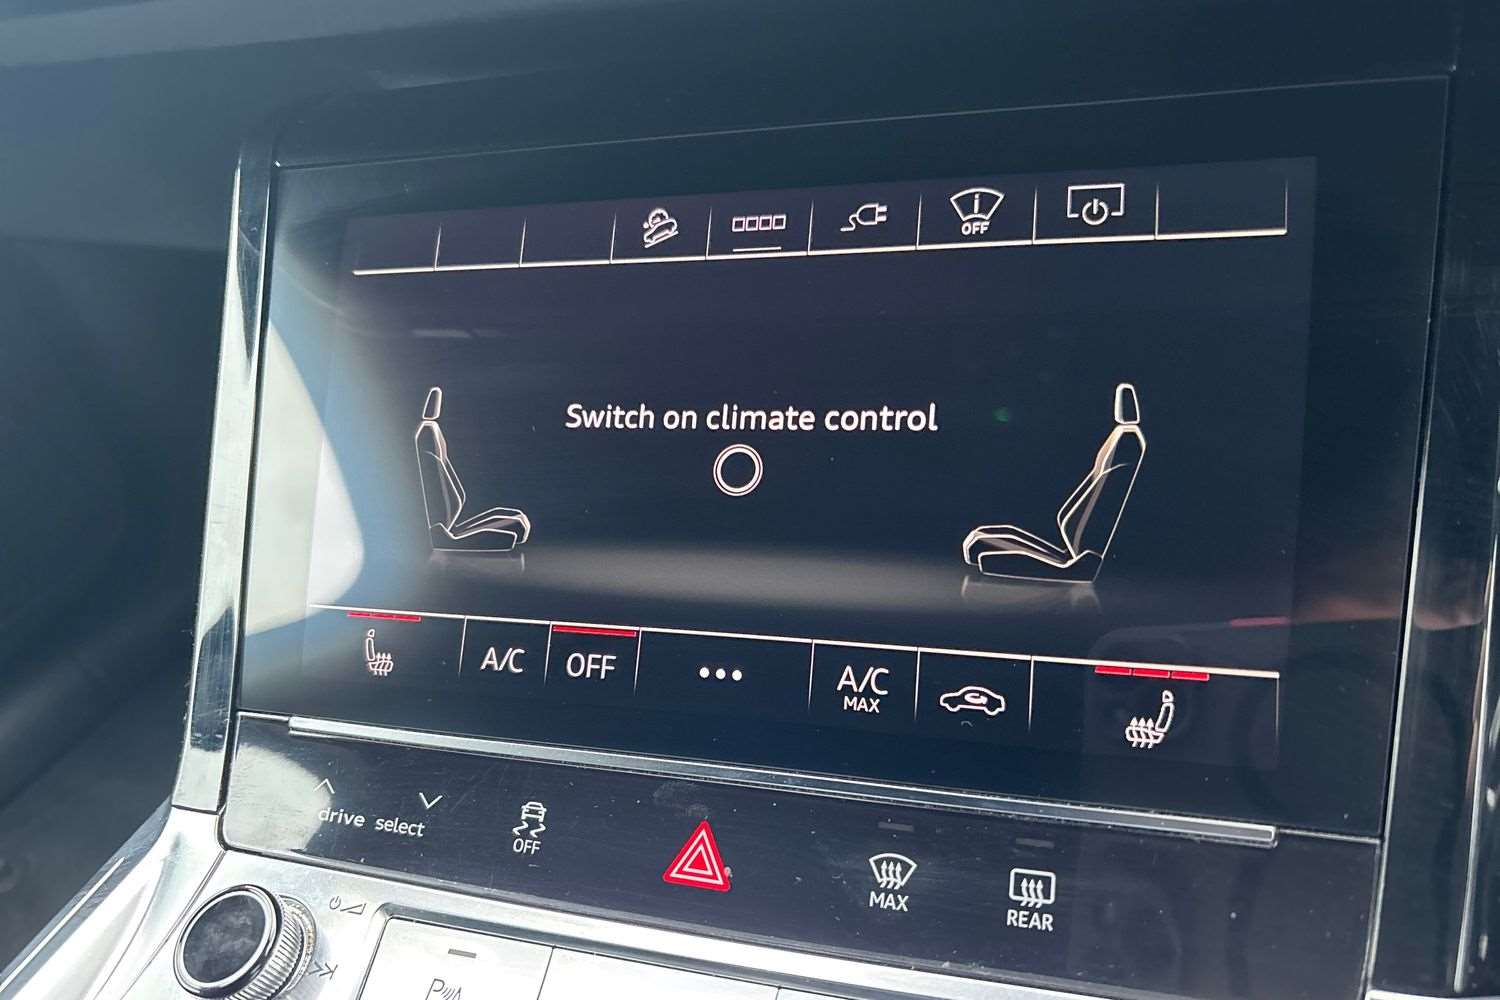 OFF
Switch on climate control
A/C
OFF
A/C
MAX
drive select
OFF
MAX
REAR
P